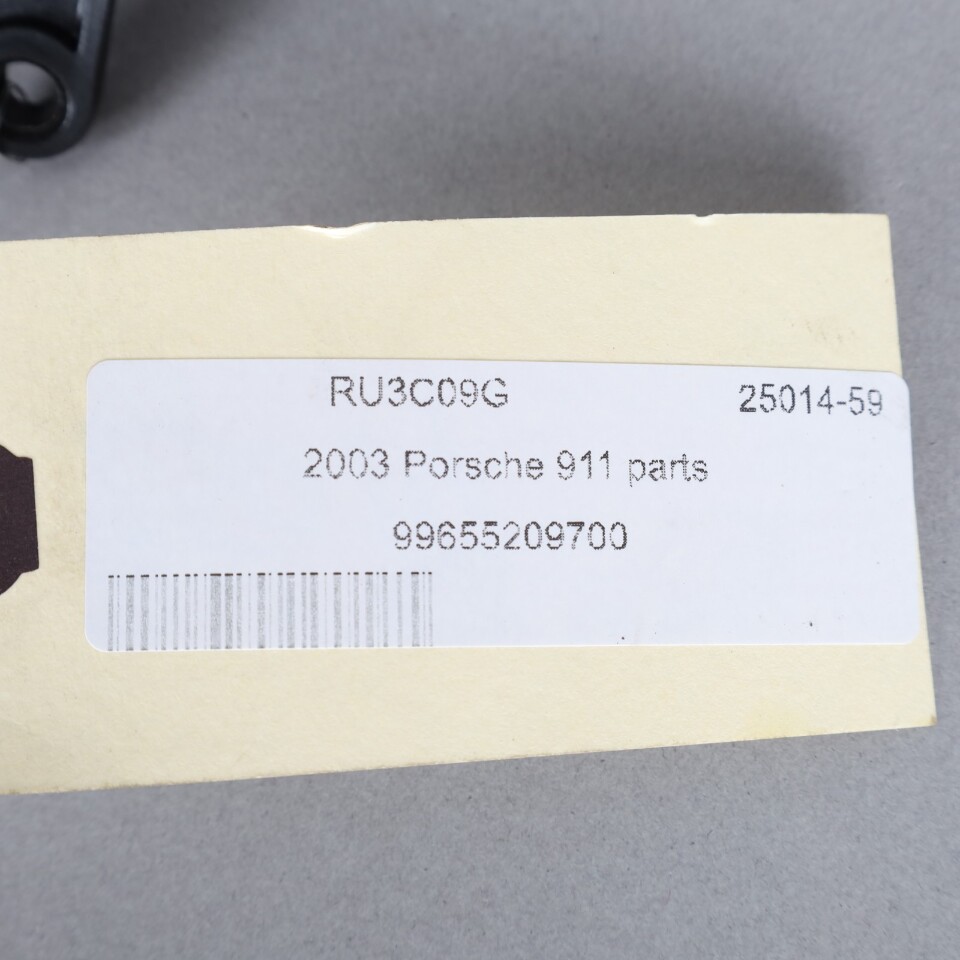 RU3C09G 25014-59
2003 Porsche 911 parts
99655209700